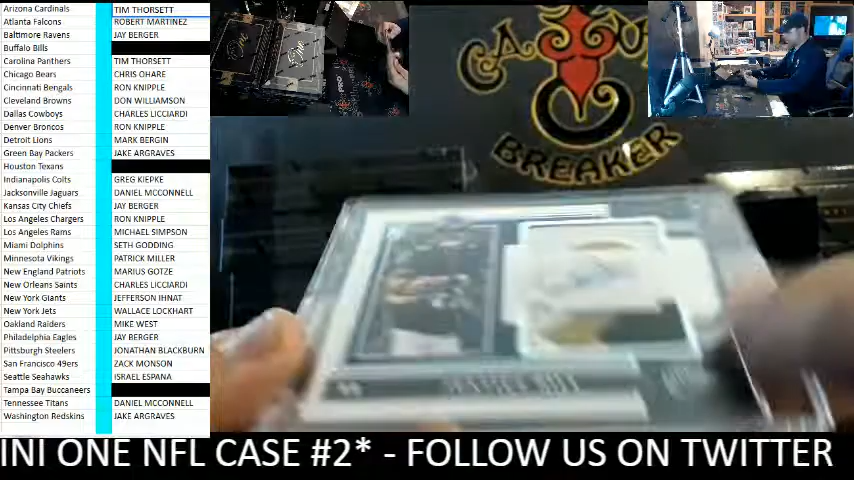 Arizona Cardinals TIM THORSETT
Atlanta Falcons ROBERT MARTINEZ
Baltimore Ravens JAY BERGER
Buffalo Bills
Carolina Panthers TIM THORSETT
Chicago Bears CHRIS OHARE
Cincinnati Bengals RON KNIPPLE
Cleveland Browns DON WILLIAMSON
Dallas Cowboys CHARLES LICCIARDI
Denver Broncos RON KNIPPLE
Detroit Lions MARK BERGIN
Green Bay Packers JAKE ARGRAVES
Houston Texans
Indianapolis Colts GREG KIEPKE
Jacksonville Jaguars DANIEL MCCONNELL
Kansas City Chiefs JAY BERGER
Los Angeles Chargers RON KNIPPLE
Los Angeles Rams MICHAEL SIMPSON
Miami Dolphins SETH GODDING
Minnesota Vikings PATRICK MILLER
New England Patriots MARIUS GOTZE
New Orleans Saints CHARLES LICCIARDI
New York Giants JEFFERSON IHNAT
New York Jets WALLACE LOCKHART
Oakland Raiders MIKE WEST
Philadelphia Eagles JAY BERGER
Pittsburgh Steelers JONATHAN BLACKBURN
San Francisco 49ers ZACK MONSON
Seattle Seahawks ISRAEL ESPANA
Tampa Bay Buccaneers
Tennessee Titans DANIEL MCCONNELL
Washington Redskins JAKE ARGRAVES
BREAKER
INI ONE NFL CASE #2* - FOLLOW US ON TWITTER